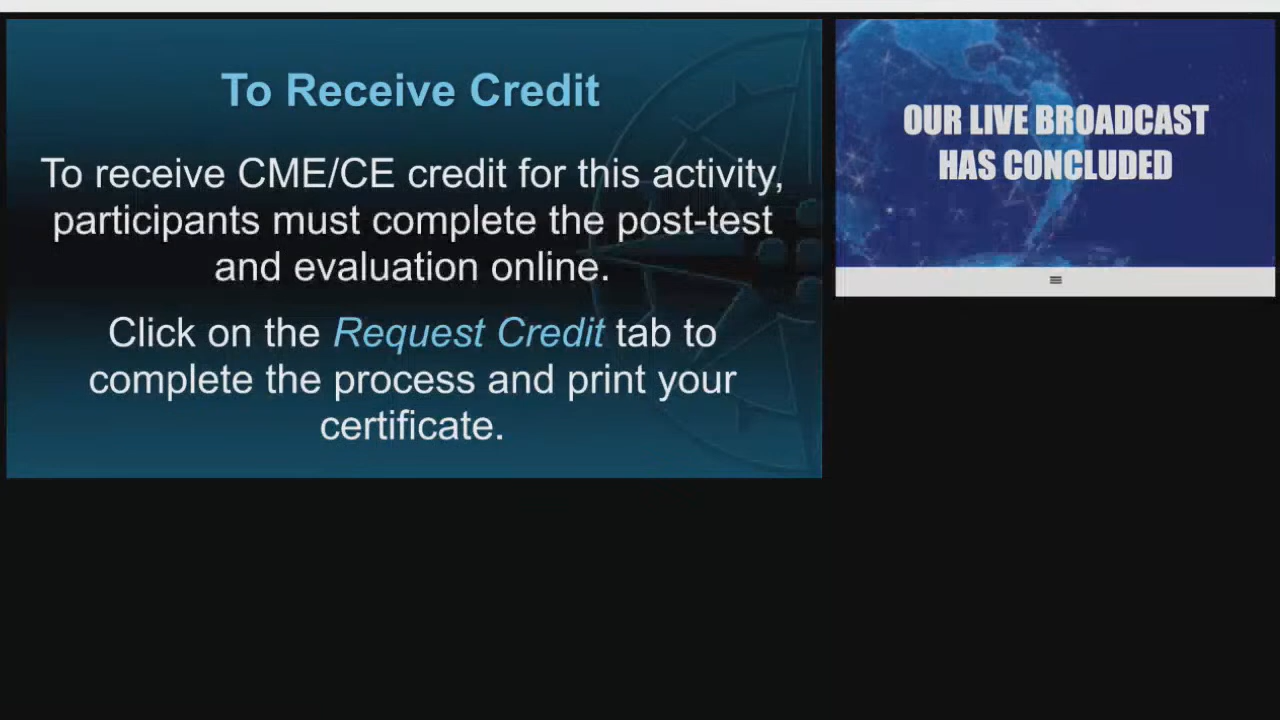 To Receive Credit
To receive CME/CE credit for this activity,
participants must complete the post-test
and evaluation online.
Click on the Request Credit tab to
complete the process and print your
certificate.
OUR LIVE BROADCAST
HAS CONCLUDED